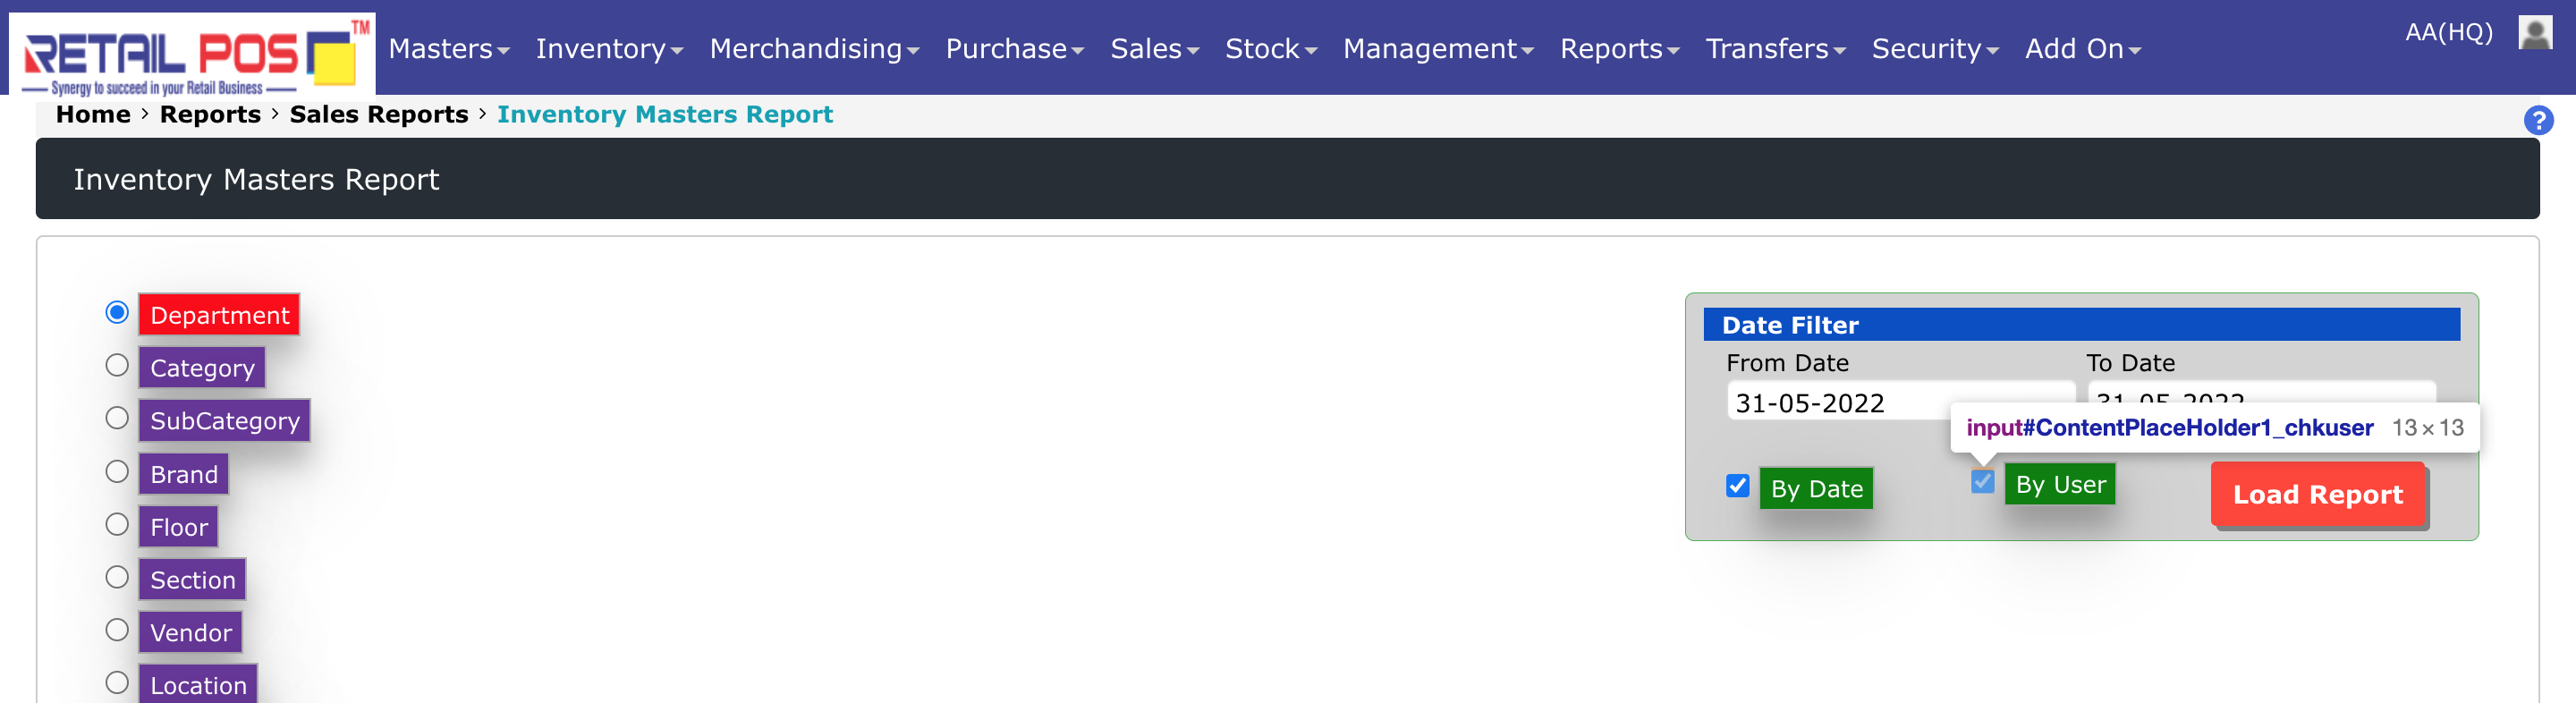 RETAIL POS TM
Synergy to succeed in your Retail Business
Masters Inventory Merchandising Purchase Sales Stock Management Reports Transfers Security Add On
AA(HQ)
Home › Reports › Sales Reports › Inventory Masters Report
?
Inventory Masters Report
Department
Category
SubCategory
Brand
Floor
Section
Vendor
Location
Date Filter
From Date To Date
31-05-2022 31-05-2022
input#ContentPlaceHolder1_chkuser 13×13
By Date By User Load Report